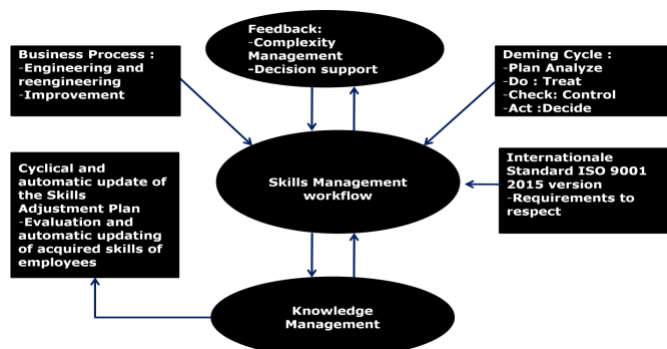 Business Process :
-Engineering and
reengineering
-Improvement
Feedback:
-Complexity
Management
-Decision support
Deming Cycle :
-Plan Analyze
-Do : Treat
-Check: Control
-Act :Decide
Cyclical and
automatic update of
the Skills
Adjustment Plan
-Evaluation and
automatic updating
of acquired skills of
employees
Skills Management
workflow
Internationale
Standard ISO 9001
2015 version
-Requirements to
respect
Knowledge
Management